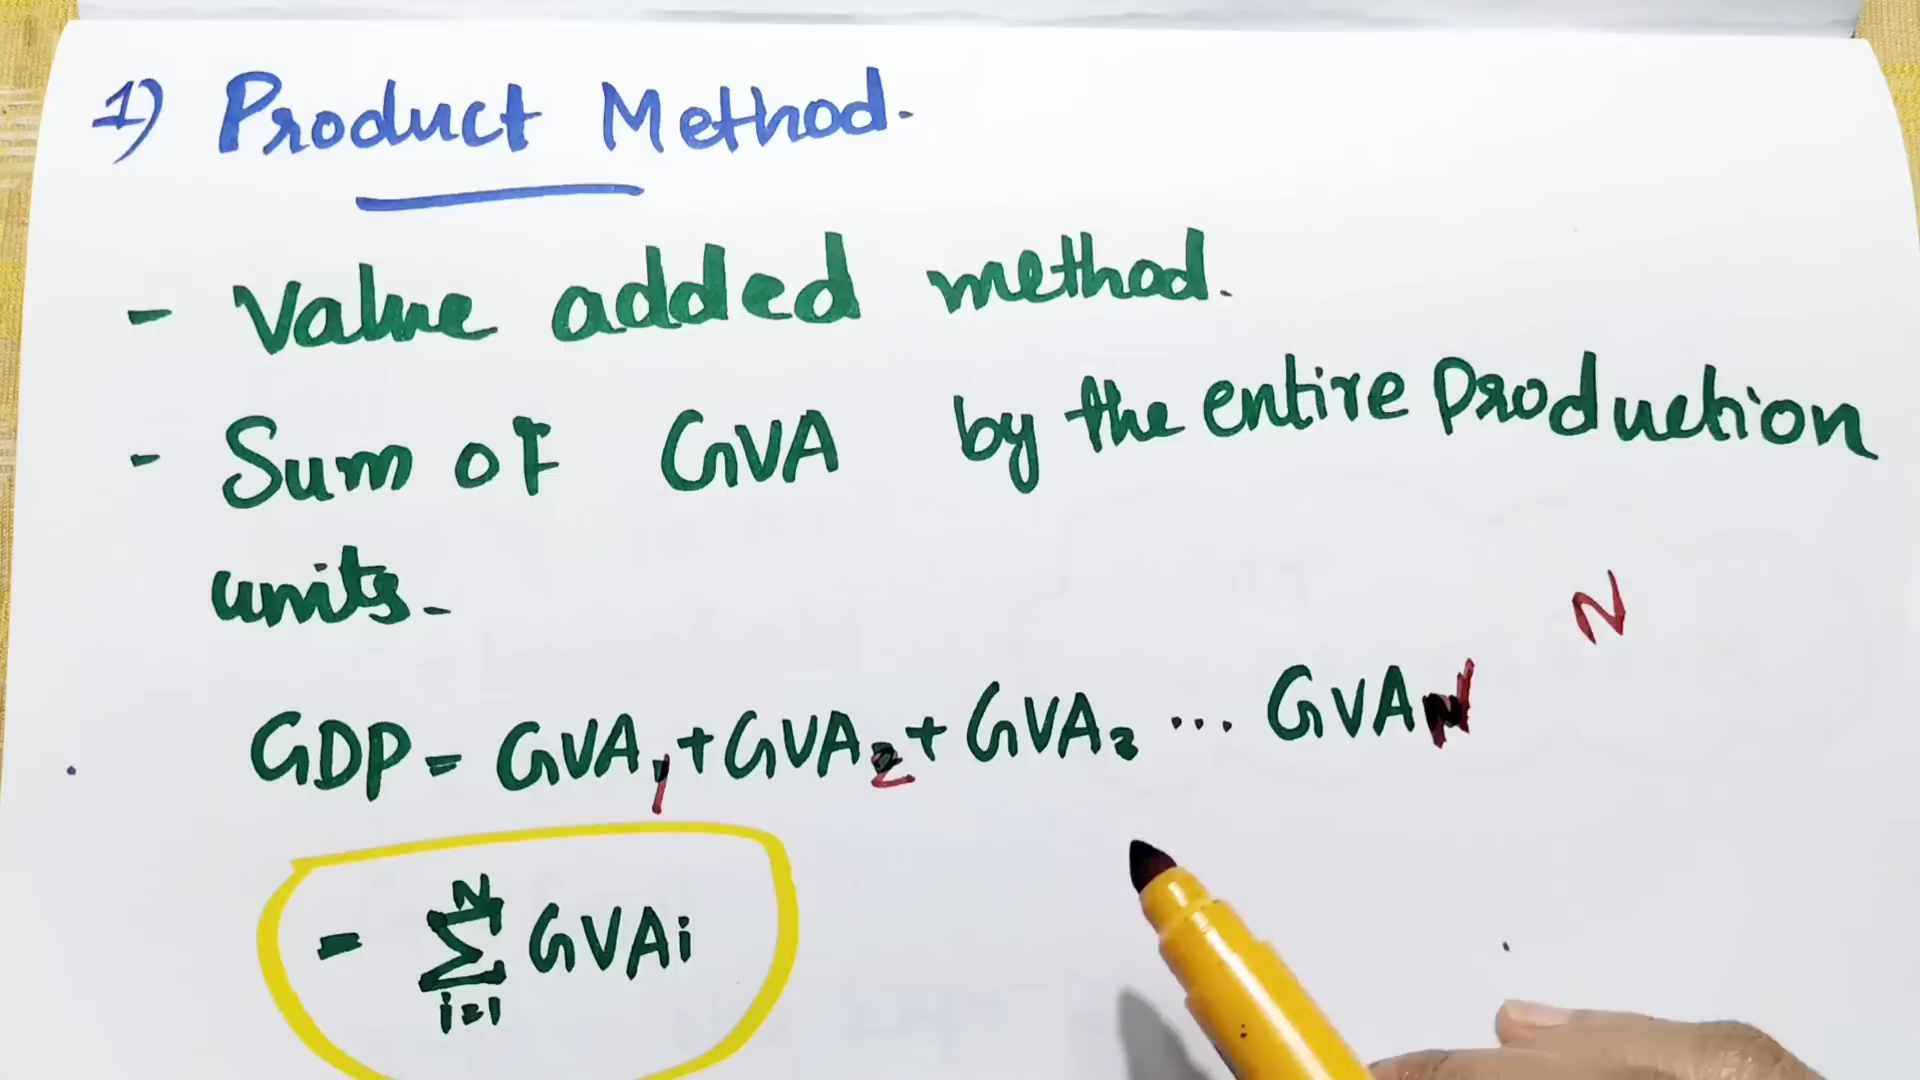 1) Product Method.
- Value added method.
- Sum of GVA by the entire Production
units.
N
GDP = GVA1 + GVA2 + GVA3 ... GVAN
= N∑i=1 GVAi